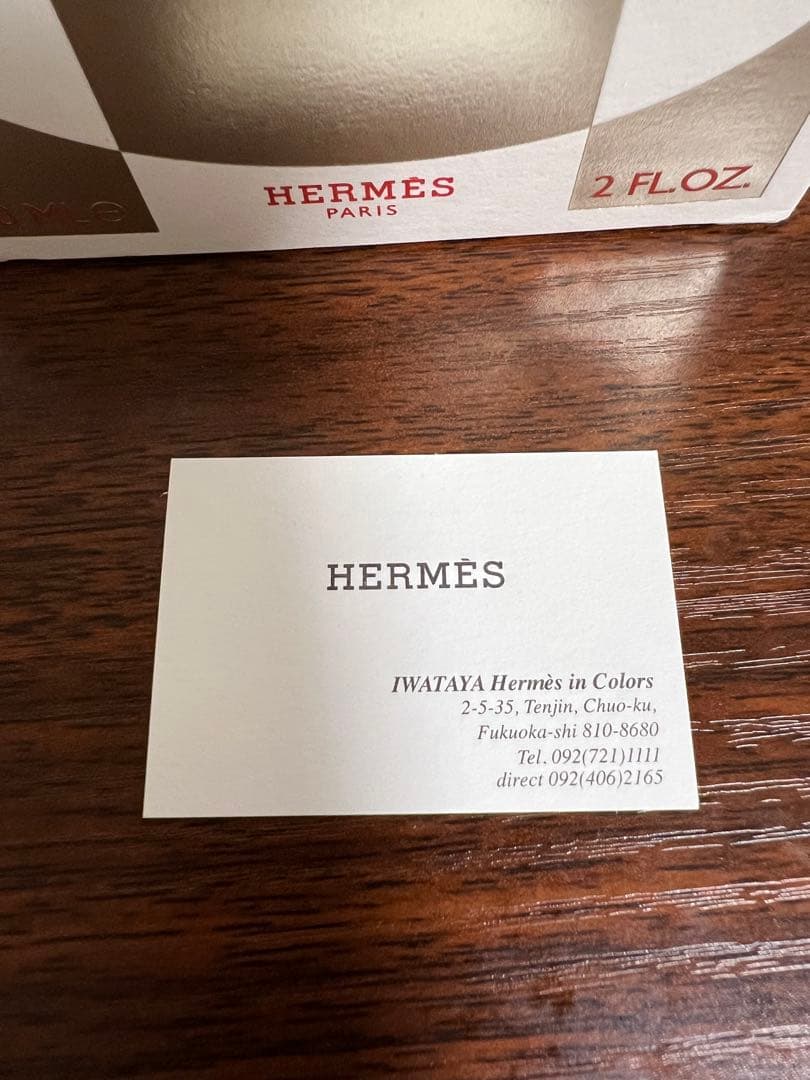 HERMÈS
PARIS
2 FL.OZ.
HERMÈS
IWATAYA Hermès in Colors
2-5-35, Tenjin, Chuo-ku,
Fukuoka-shi 810-8680
Tel. 092(721)1111
direct 092(406)2165